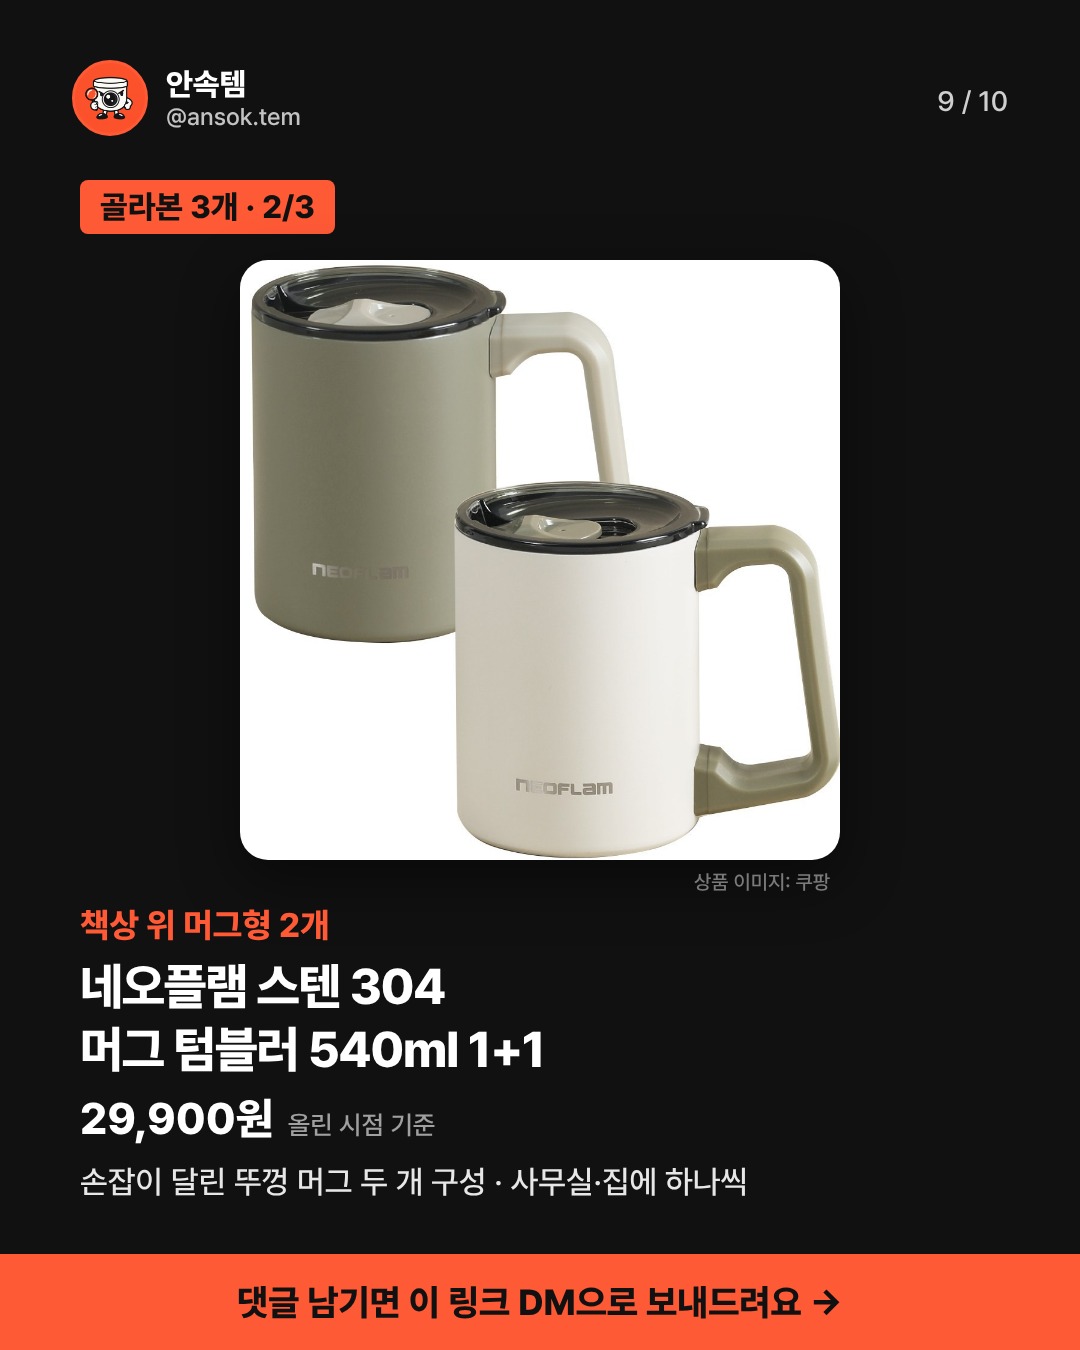 안속템
@ansok.tem
9 / 10
골라본 3개 · 2/3
NEOFLAM
NEOFLAM
상품 이미지: 쿠팡
책상 위 머그형 2개
네오플램 스텐 304
머그 텀블러 540ml 1+1
29,900원 올린 시점 기준
손잡이 달린 뚜껑 머그 두 개 구성 · 사무실·집에 하나씩
댓글 남기면 이 링크 DM으로 보내드려요 →